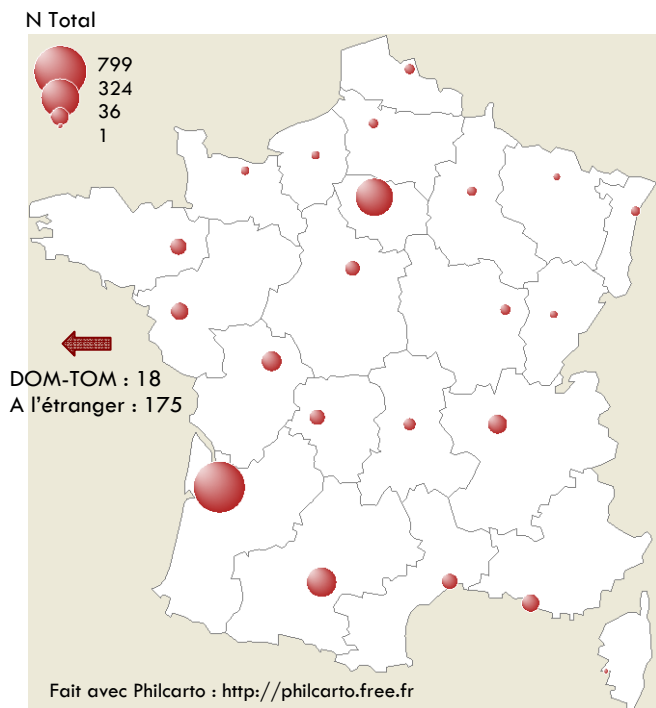 N Total
799
324
36
1
DOM-TOM : 18
A l'étranger : 175
Fait avec Philcarto : http://philcarto.free.fr